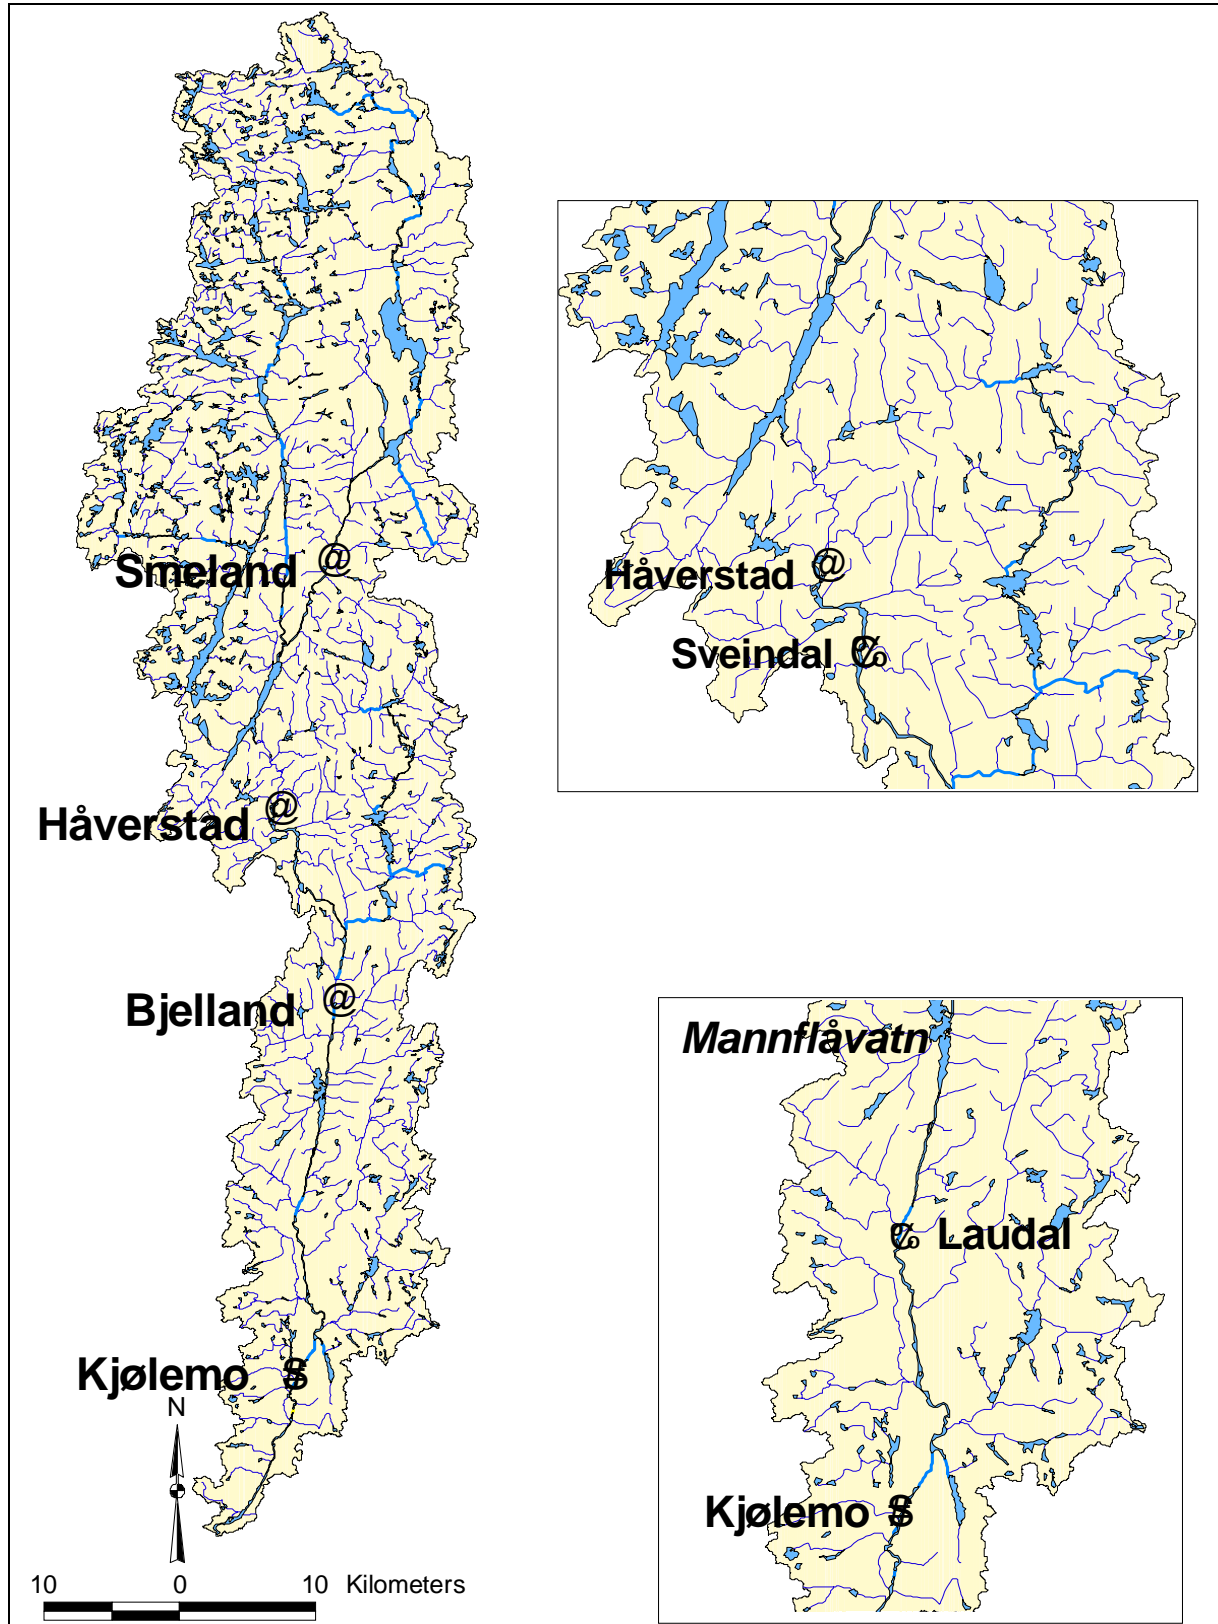 Smeland @
Håverstad @
Bjelland @
Kjølemo
N
10 0 10 Kilometers
Håverstad @
Sveindal
Mannflåvatn
Laudal
Kjølemo